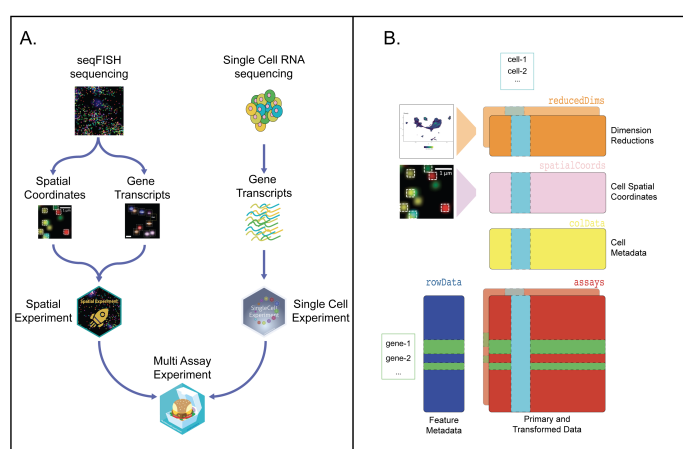 A.
seqFISH
sequencing
Single Cell RNA
sequencing
Spatial
Coordinates
Gene
Transcripts
Gene
Transcripts
Spatial
Experiment
Spatial Experiment
SingleCell
Experiment
Single Cell
Experiment
Multi Assay
Experiment
B.
cell-1
cell-2
...
reducedDims
Dimension
Reductions
1 μm
spatialCoords
Cell Spatial
Coordinates
colData
Cell
Metadata
rowData
assays
gene-1
gene-2
...
Feature
Metadata
Primary and
Transformed Data